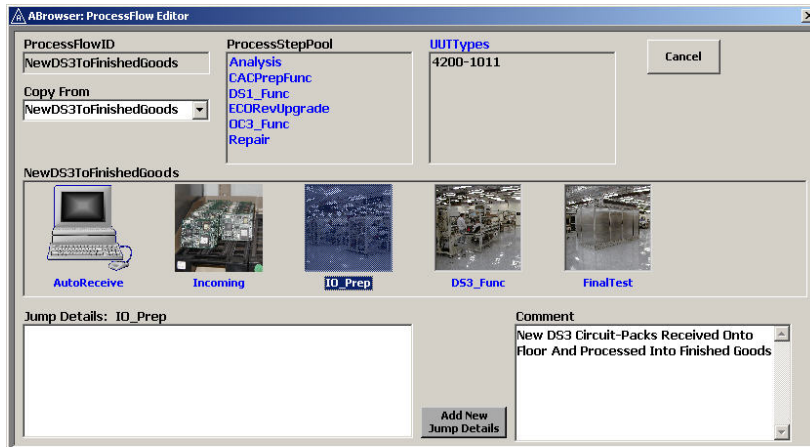 ABrowser: ProcessFlow Editor
ProcessFlowID
NewDS3ToFinishedGoods
Copy From
NewDS3ToFinishedGoods
ProcessStepPool
Analysis
CACPrepFunc
DS1_Func
ECORevUpgrade
OC3_Func
Repair
UUTTypes
4200-1011
Cancel
NewDS3ToFinishedGoods
AutoReceive
Incoming
IO_Prep
DS3_Func
FinalTest
Jump Details: IO_Prep
Add New
Jump Details
Comment
New DS3 Circuit-Packs Received Onto
Floor And Processed Into Finished Goods